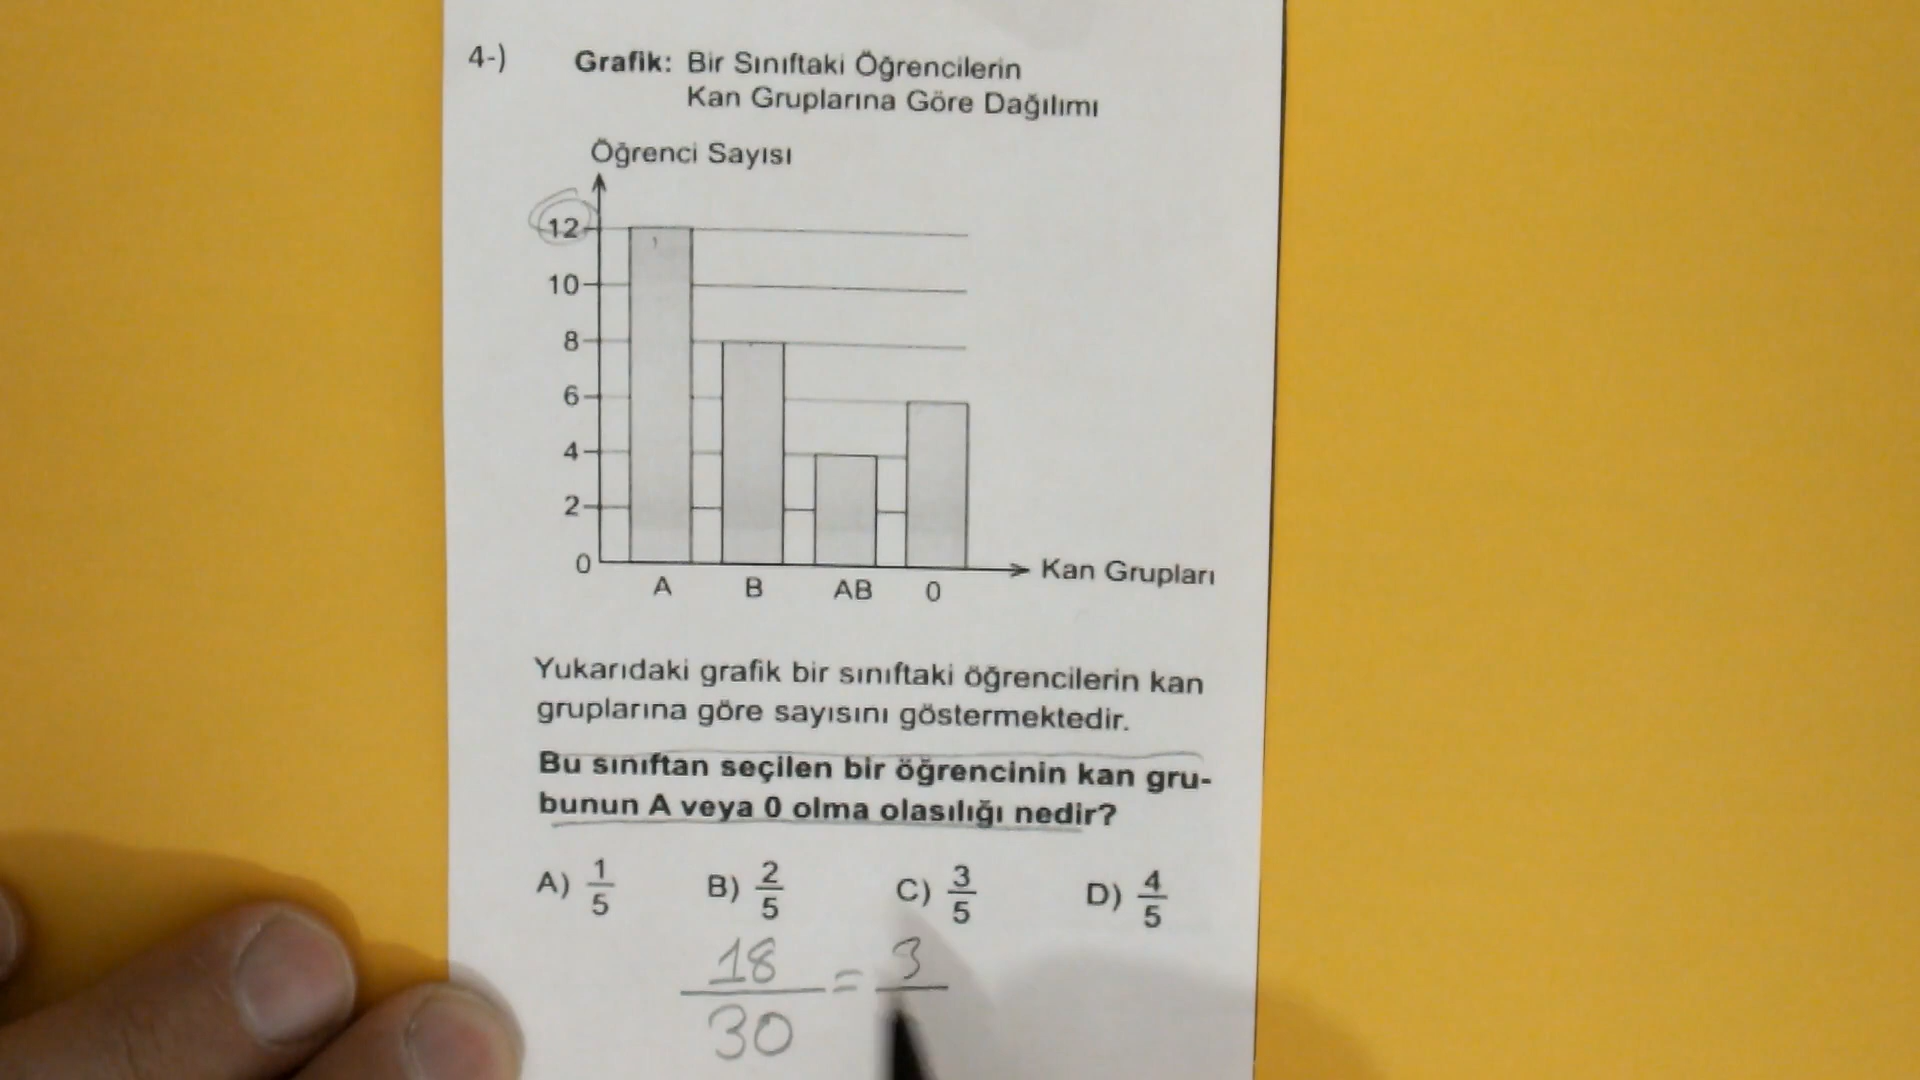 4-) Grafik: Bir Sınıftaki Öğrencilerin
Kan Gruplarına Göre Dağılımı
Öğrenci Sayısı
12
10
8
6
4
2
0
A B AB 0
Kan Grupları
Yukarıdaki grafik bir sınıftaki öğrencilerin kan
gruplarına göre sayısını göstermektedir.
Bu sınıftan seçilen bir öğrencinin kan gru-
bunun A veya 0 olma olasılığı nedir?
A) 1/5 B) 2/5 C) 3/5 D) 4/5
18/30 = 3/